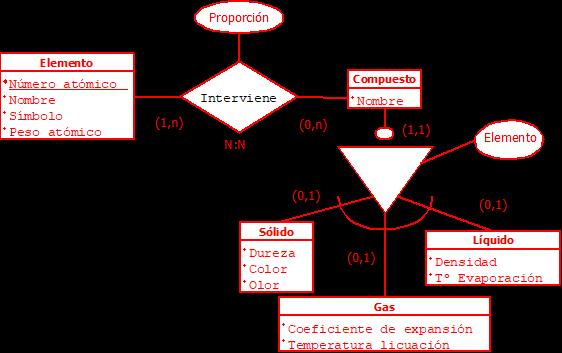 Proporción
Elemento
*Número atómico
*Nombre
*Símbolo
*Peso atómico
Interviene
(1,n)
(0,n)
N:N
Compuesto
*Nombre
(1,1)
Elemento
(0,1)
(0,1)
(0,1)
Sólido
*Dureza
*Color
*Olor
Líquido
*Densidad
*Tº Evaporación
Gas
*Coeficiente de expansión
*Temperatura licuación